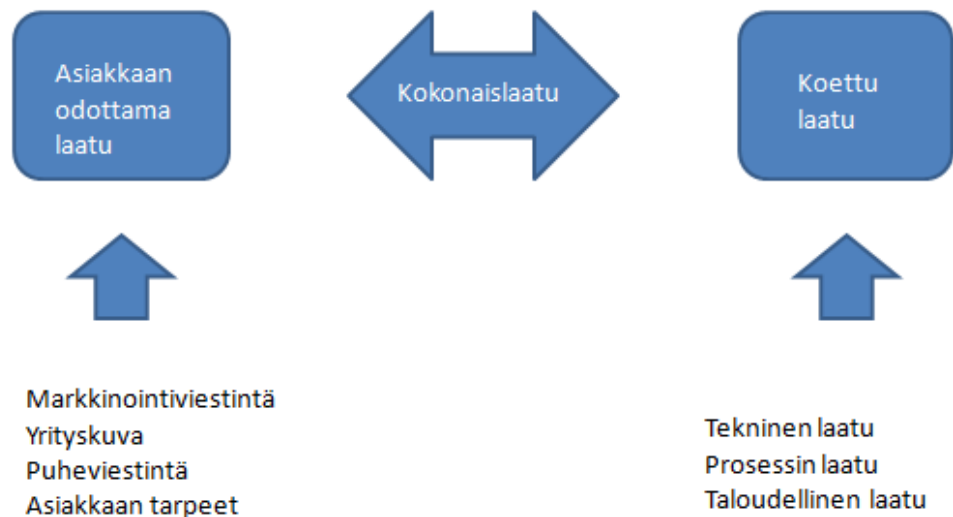 Asiakkaan
odottama
laatu
Kokonaislaatu
Koettu
laatu
Markkinointiviestintä
Yrityskuva
Puheviestintä
Asiakkaan tarpeet
Tekninen laatu
Prosessin laatu
Taloudellinen laatu